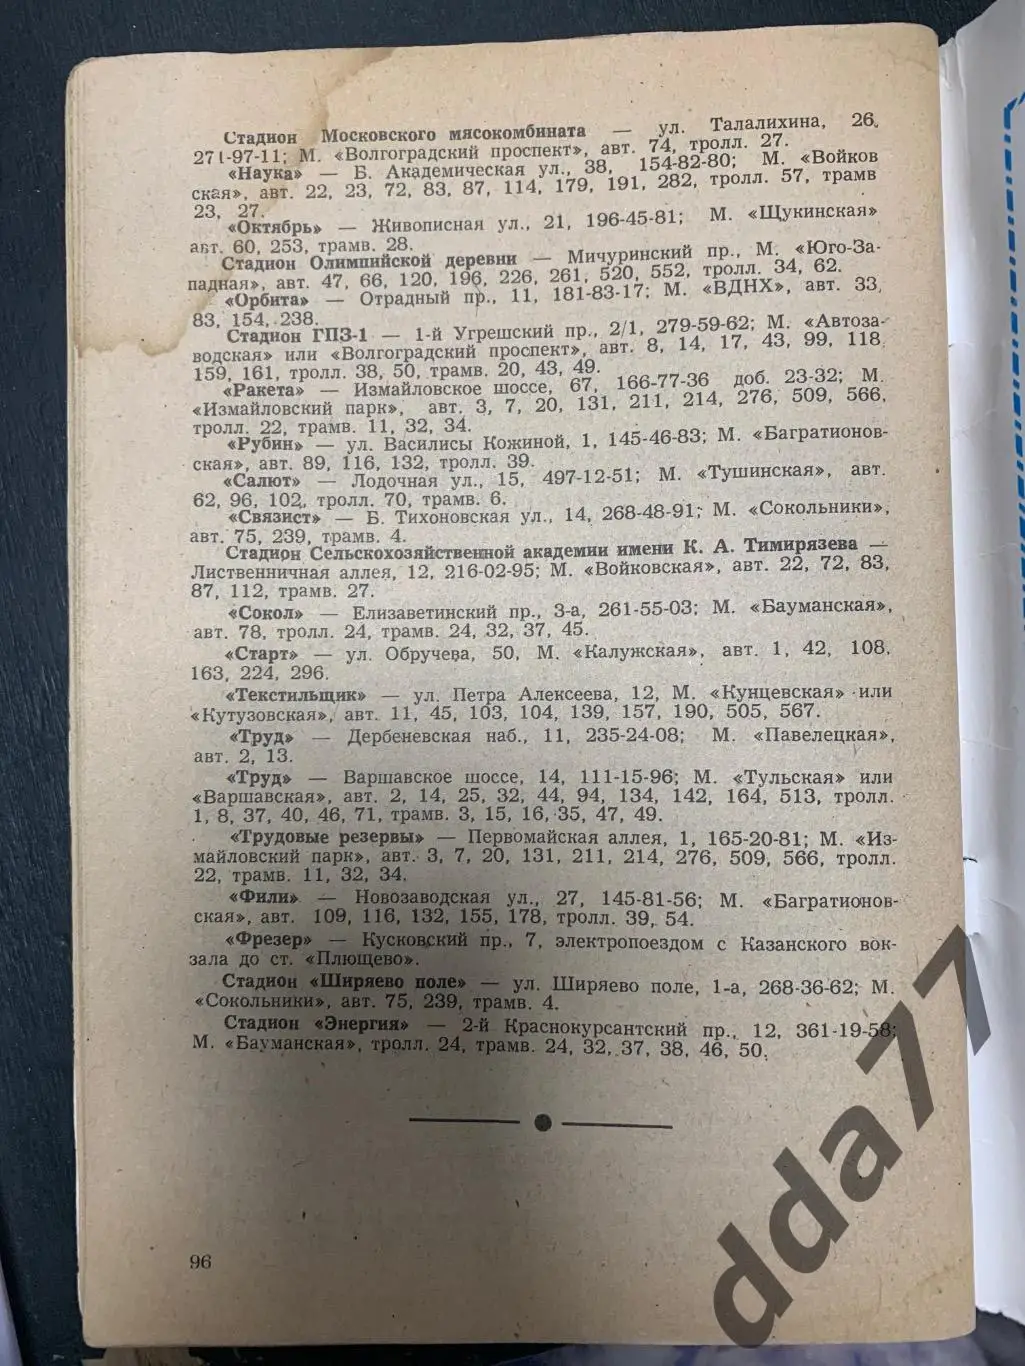 Стадион Московского мясокомбината — ул. Талалихина, 26,
271-97-11; М. «Волгоградский проспект», авт. 74, тролл. 27.
«Наука» — Б. Академическая ул., 38, 154-82-80; М. «Войков
ская», авт. 22, 23, 72, 83, 87, 114, 179, 191, 282, тролл. 57, трамв
23, 27.
«Октябрь» — Живописная ул., 21, 196-45-81; М. «Щукинская»
авт. 60, 253, трамв. 28.
Стадион Олимпийской деревни — Мичуринский пр., М. «Юго-За-
падная», авт. 47, 66, 120, 196, 226, 261, 520, 552, тролл. 34, 62.
«Орбита» — Отрадный пр., 11, 181-83-17; М. «ВДНХ», авт. 33,
83, 154, 238.
Стадион ГПЗ-1 — 1-й Угрешский пр., 2/1, 279-59-62; М. «Автоза-
водская» или «Волгоградский проспект», авт. 8, 14, 17, 43, 99, 118
159, 161, тролл. 38, 50, трамв. 20, 43, 49.
«Ракета» — Измайловское шоссе, 67, 166-77-36 доб. 23-32; М.
«Измайловский парк», авт. 3, 7, 20, 131, 211, 214, 276, 509, 566,
тролл. 22, трамв. 11, 32, 34.
«Рубин» — ул. Василисы Кожиной, 1, 145-46-83; М. «Багратионов-
ская», авт. 89, 116, 132, тролл. 39.
«Салют» — Лодочная ул., 15, 497-12-51; М. «Тушинская», авт.
62, 96, 102, тролл. 70, трамв. 6.
«Связист» — Б. Тихоновская ул., 14, 268-48-91; М. «Сокольники»,
авт. 75, 239, трамв. 4.
Стадион Сельскохозяйственной академии имени К. А. Тимирязева —
Лиственничная аллея, 12, 216-02-95; М. «Войковская», авт. 22, 72, 83,
87, 112, трамв. 27.
«Сокол» — Елизаветинский пр., 3-а, 261-55-03; М. «Бауманская»,
авт. 78, тролл. 24, трамв. 24, 32, 37, 45.
«Старт» — ул. Обручева, 50, М. «Калужская», авт. 1, 42, 108,
163, 224, 296.
«Текстильщик» — ул. Петра Алексеева, 12, М. «Кунцевская» или
«Кутузовская», авт. 11, 45, 103, 104, 139, 157, 190, 505, 567.
«Труд» — Дербеневская наб., 11, 235-24-08; М. «Павелецкая»,
авт. 2, 13.
«Труд» — Варшавское шоссе, 14, 111-15-96; М. «Тульская» или
«Варшавская», авт. 2, 14, 25, 32, 44, 94, 134, 142, 164, 513, тролл.
1, 8, 37, 40, 46, 71, трамв. 3, 15, 16, 35, 47, 49.
«Трудовые резервы» — Первомайская аллея, 1, 165-20-81; М. «Из-
майловский парк», авт. 3, 7, 20, 131, 211, 214, 276, 509, 566, тролл.
22, трамв. 11, 32, 34.
«Фили» — Новозаводская ул., 27, 145-81-56; М. «Багратионов-
ская», авт. 109, 116, 132, 155, 178, тролл. 39, 54.
«Фрезер» — Кусковский пр., 7, электропоездом с Казанского вок-
зала до ст. «Плющево».
Стадион «Ширяево поле» — ул. Ширяево поле, 1-а, 268-36-62; М.
«Сокольники», авт. 75, 239, трамв. 4.
Стадион «Энергия» — 2-й Краснокурсантский пр., 12, 361-19-58;
М. «Бауманская», тролл. 24, трамв. 24, 32, 37, 38, 46, 50.
96
dda77